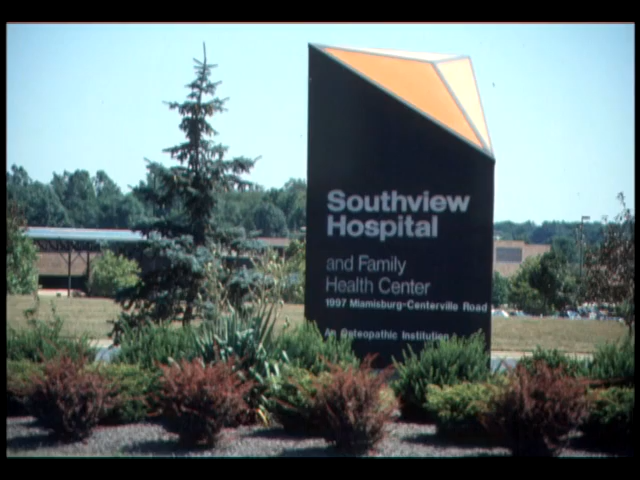 Southview
Hospital
and Family
Health Center
1997 Miamisburg-Centerville Road
An Osteopathic Institution